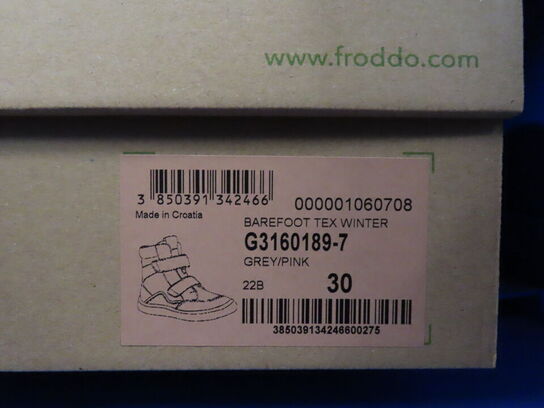 www.froddo.com
3 850391 342466
000001060708
Made in Croatia
BAREFOOT TEX WINTER
G3160189-7
GREY/PINK
22B
30
385039134246600275